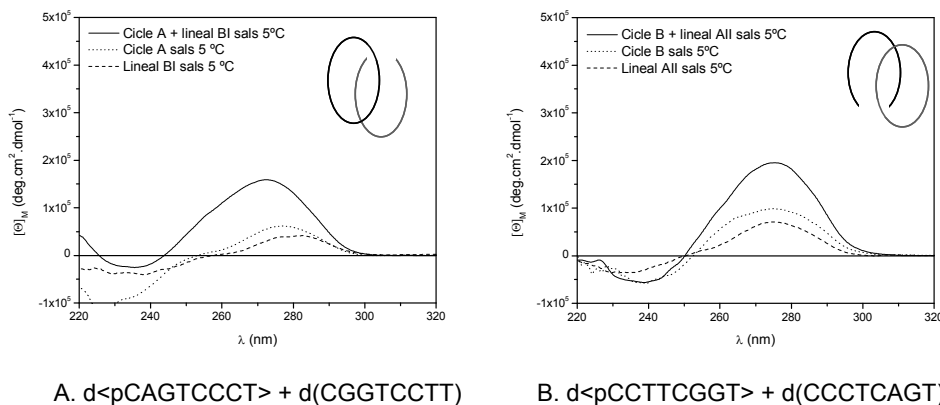 Cicle A + lineal BI sals 5ºC
Cicle A sals 5 ºC
Lineal BI sals 5 ºC
5x10⁵
4x10⁵
3x10⁵
2x10⁵
1x10⁵
0
-1x10⁵
[Θ]M (deg.cm².dmol⁻¹)
220 240 260 280 300 320
λ (nm)
A. d<pCAGTCCCT> + d(CGGTCCTT)
Cicle B + lineal AII sals 5ºC
Cicle B sals 5ºC
Lineal AII sals 5ºC
5x10⁵
4x10⁵
3x10⁵
2x10⁵
1x10⁵
0
-1x10⁵
[Θ]M (deg.cm².dmol⁻¹)
220 240 260 280 300 320
λ (nm)
B. d<pCCTTCGGT> + d(CCCTCAGT)